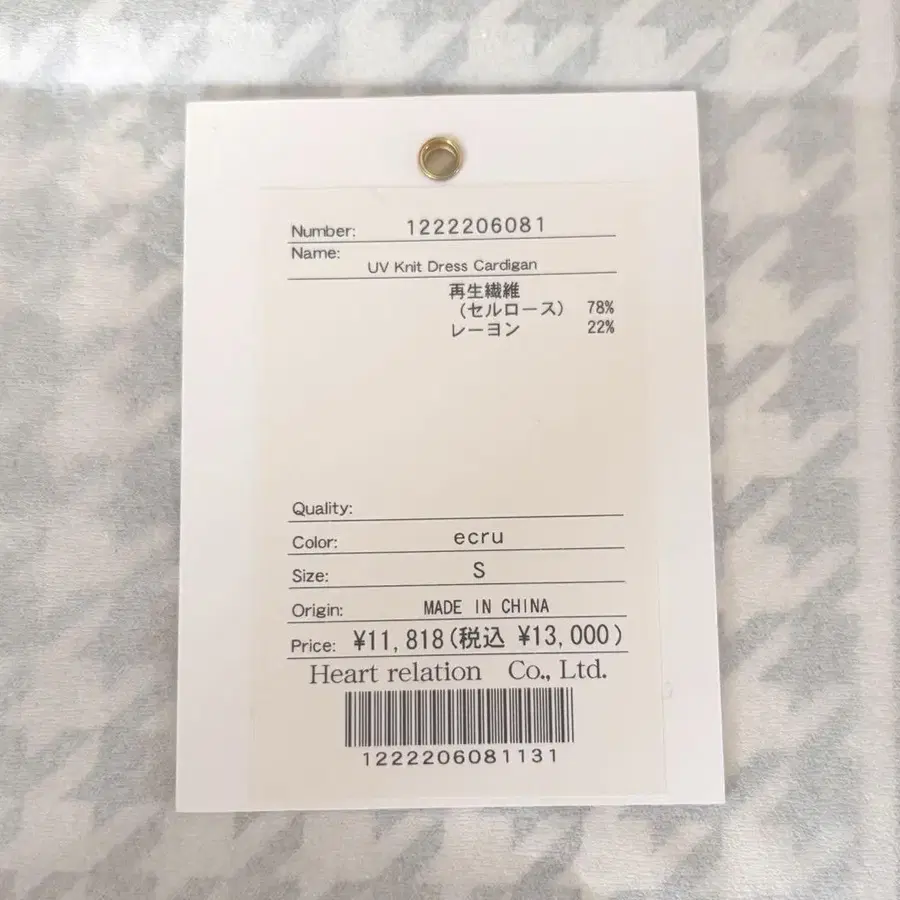 Number: 1222206081
Name:
UV Knit Dress Cardigan
再生繊維
（セルロース） 78%
レーヨン 22%
Quality:
Color: ecru
Size: S
Origin: MADE IN CHINA
Price: ¥11,818(税込 ¥13,000)
Heart relation Co., Ltd.
1222206081131